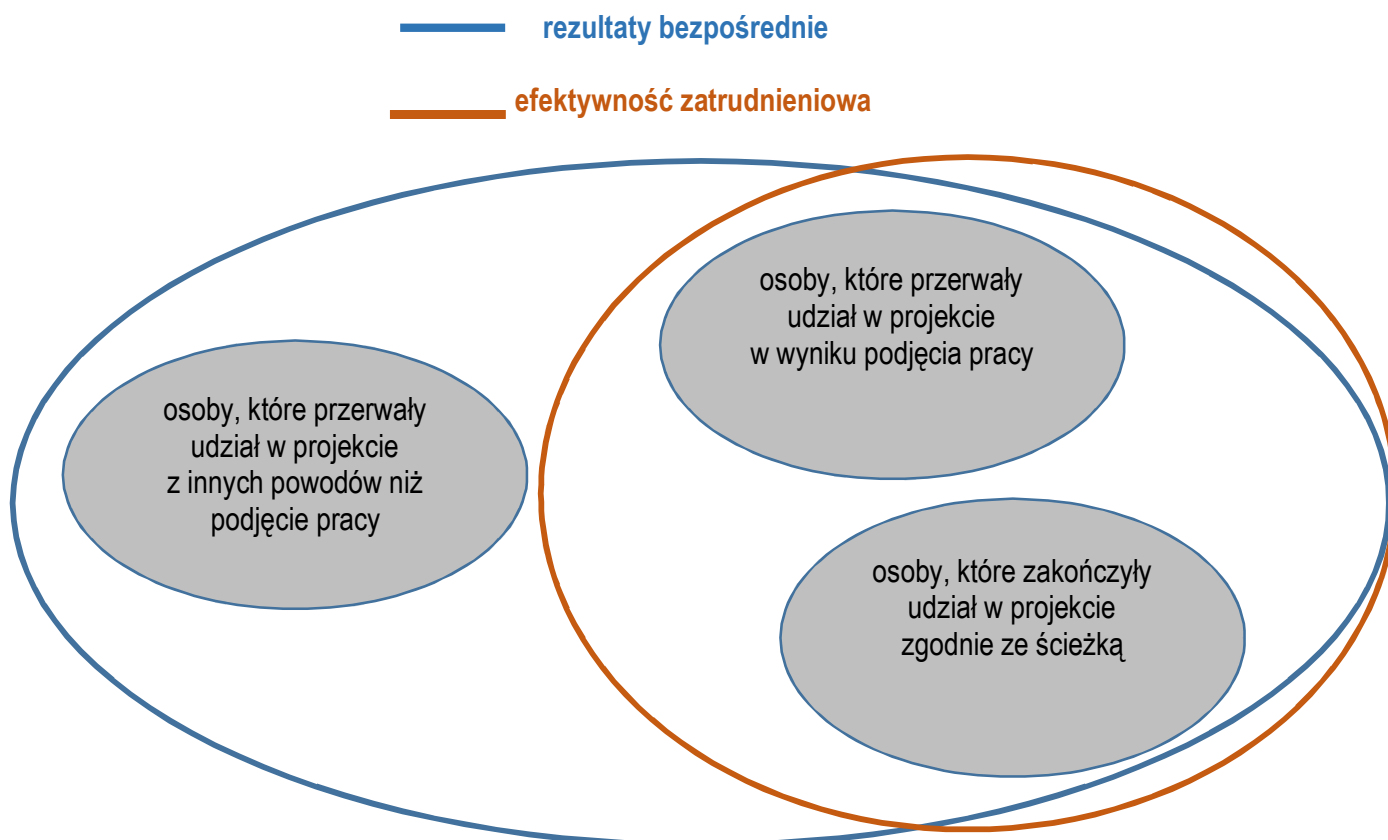 rezultaty bezpośrednie
efektywność zatrudnieniowa
osoby, które przerwały
udział w projekcie
w wyniku podjęcia pracy
osoby, które przerwały
udział w projekcie
z innych powodów niż
podjęcie pracy
osoby, które zakończyły
udział w projekcie
zgodnie ze ścieżką